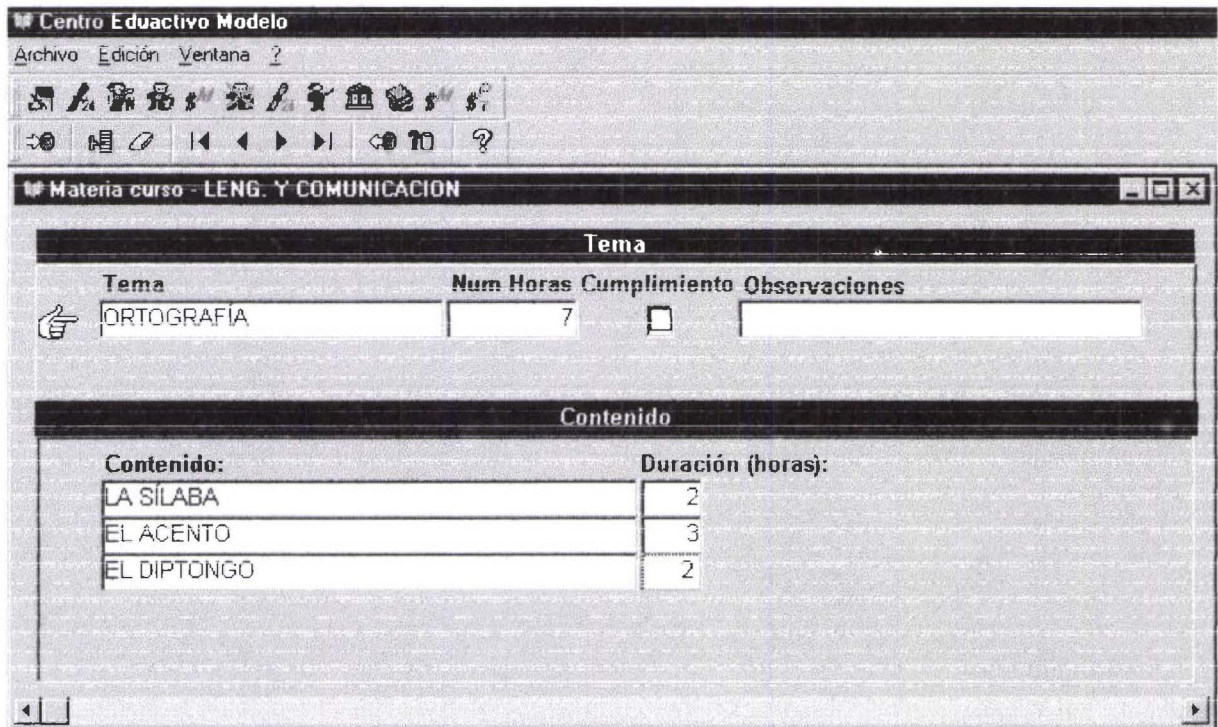 Centro Eduactivo Modelo
Archivo Edición Ventana ?
Materia curso - LENG. Y COMUNICACION
Tema
Tema Num Horas Cumplimiento Observaciones
ORTOGRAFÍA 7
Contenido
Contenido: Duración (horas):
LA SÍLABA 2
EL ACENTO 3
EL DIPTONGO 2